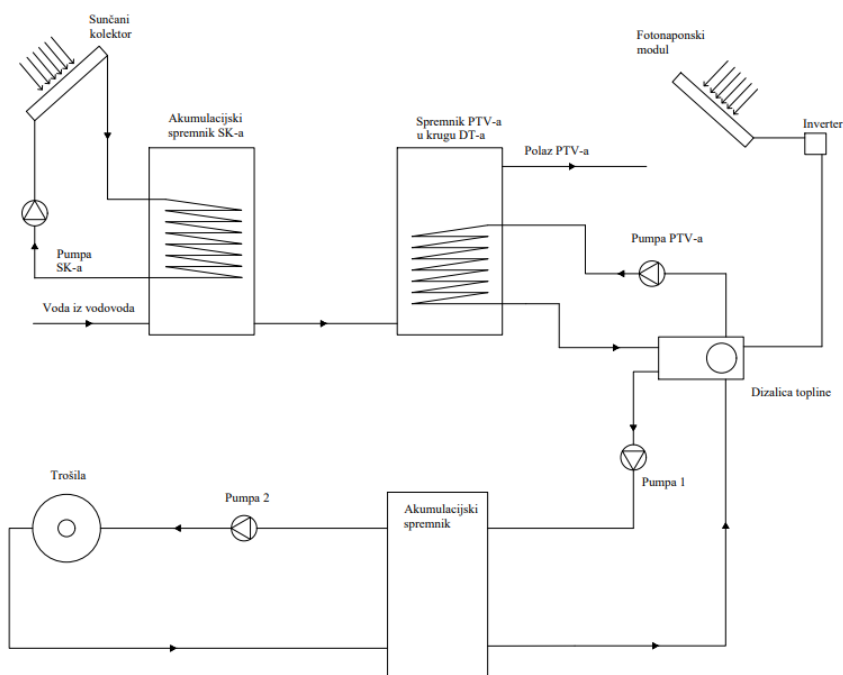 Sunčani
kolektor
Fotonaponski
modul
Akumulacijski
spremnik SK-a
Spremnik PTV-a
u krugu DT-a
Inverter
Polaz PTV-a
Pumpa
SK-a
Pumpa PTV-a
Voda iz vodovoda
Dizalica topline
Trošila
Pumpa 2
Akumulacijski
spremnik
Pumpa 1